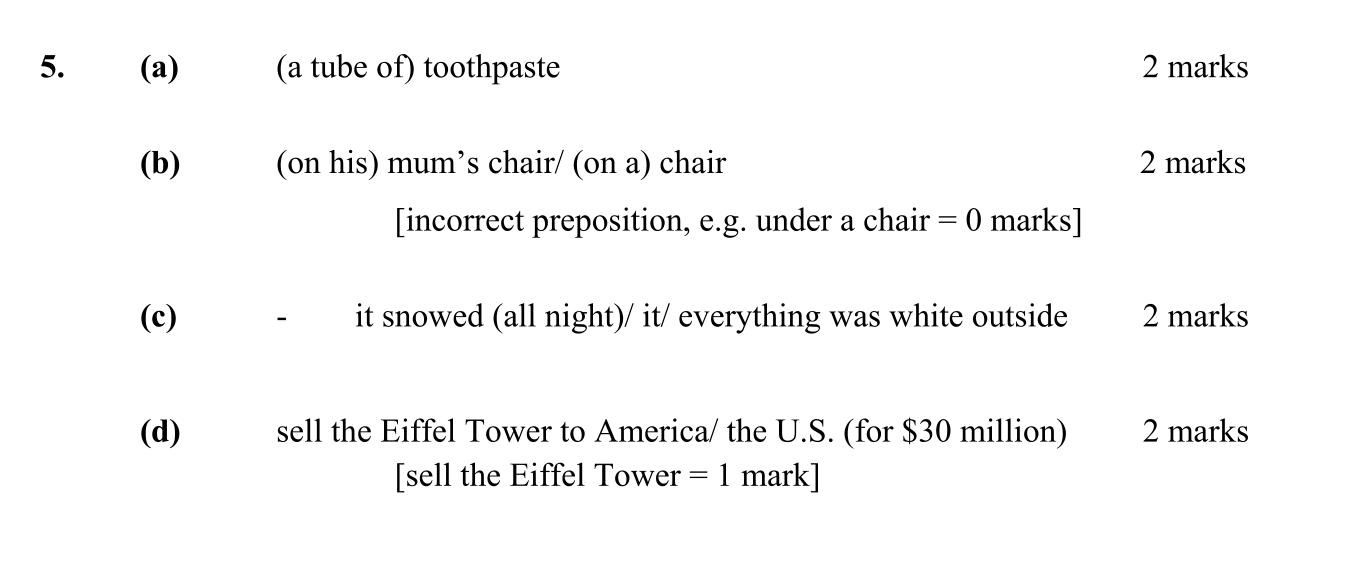 5. (a) (a tube of) toothpaste 2 marks
(b) (on his) mum’s chair/ (on a) chair 2 marks
[incorrect preposition, e.g. under a chair = 0 marks]
(c) - it snowed (all night)/ it/ everything was white outside 2 marks
(d) sell the Eiffel Tower to America/ the U.S. (for $30 million) 2 marks
[sell the Eiffel Tower = 1 mark]